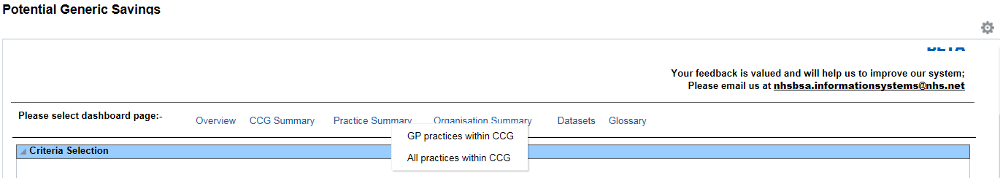 Potential Generic Savings
BETA
Your feedback is valued and will help us to improve our system;
Please email us at nhsbsa.informationsystems@nhs.net
Please select dashboard page:- Overview CCG Summary Practice Summary Organisation Summary Datasets Glossary
GP practices within CCG
All practices within CCG
Criteria Selection